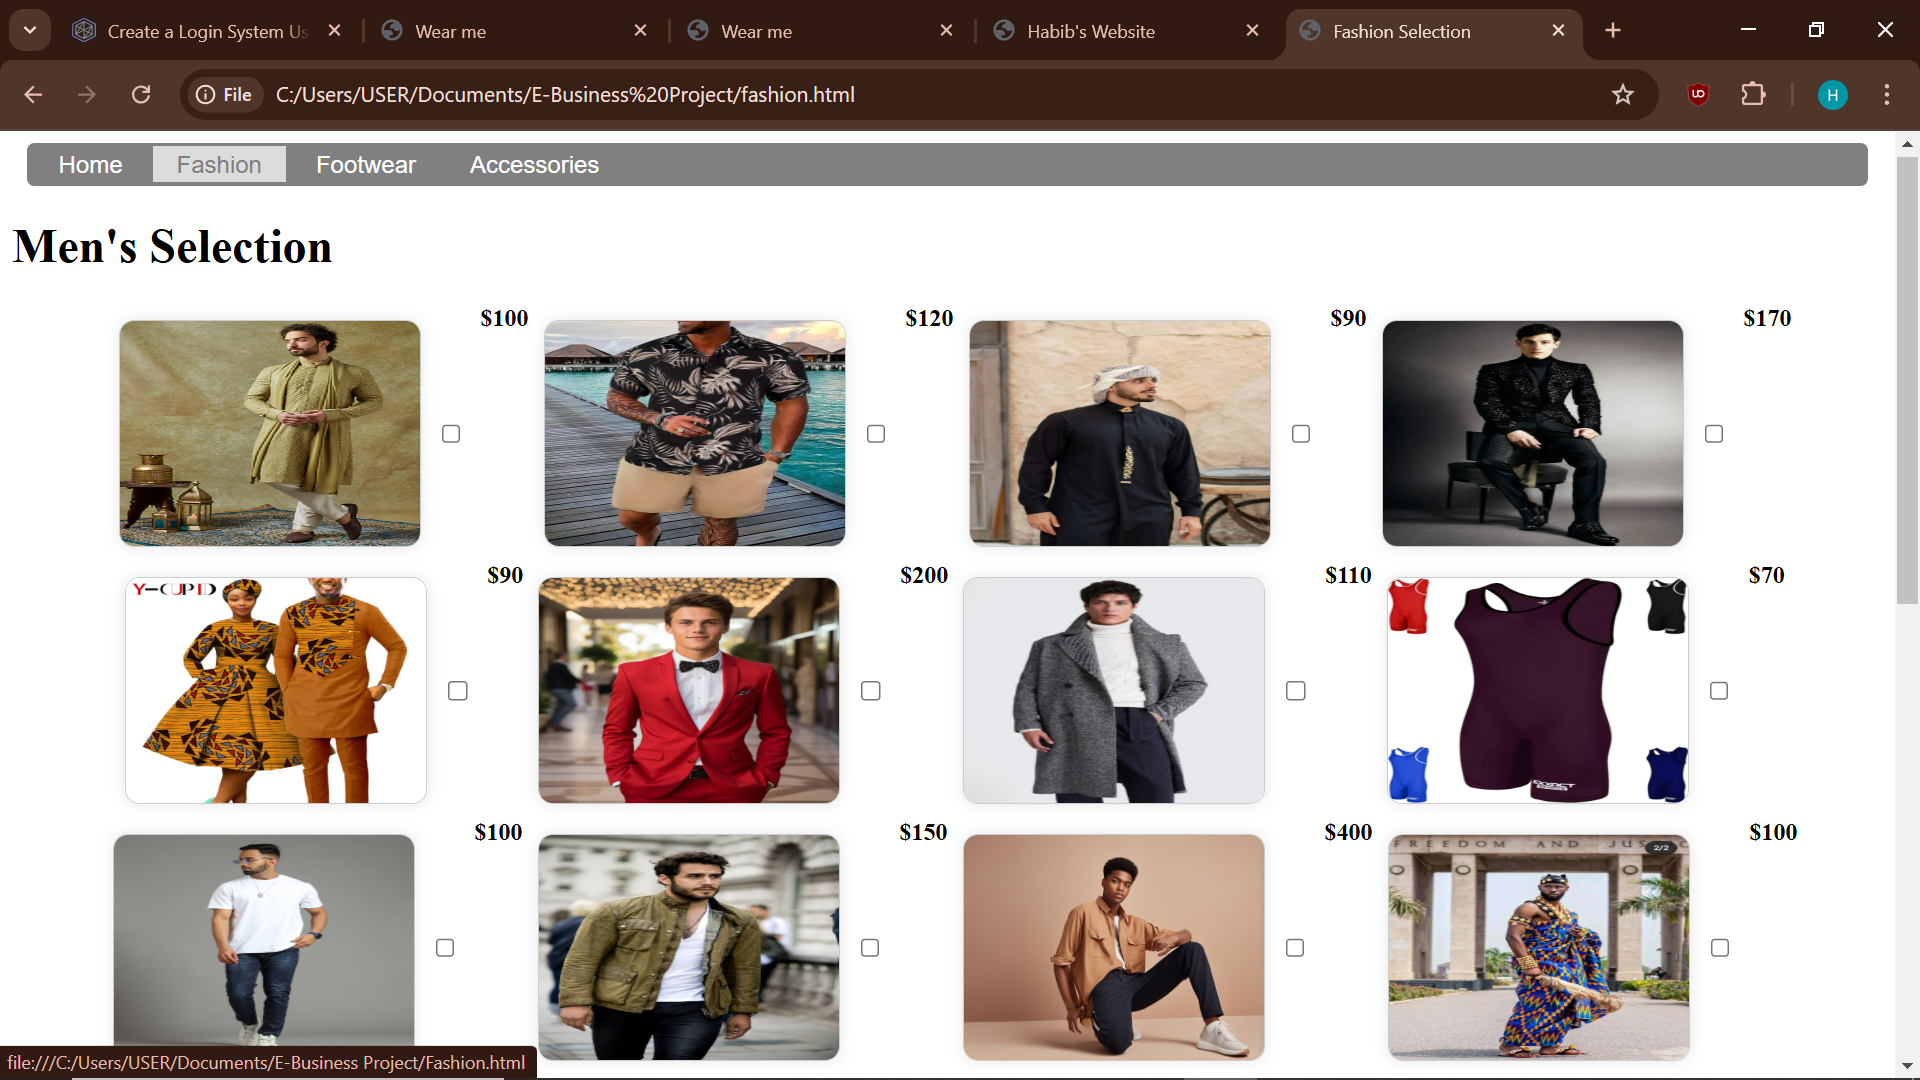 Create a Login System Us
Wear me
Wear me
Habib's Website
Fashion Selection
File
C:/Users/USER/Documents/E-Business%20Project/fashion.html
H
Home
Fashion
Footwear
Accessories
Men's Selection
$100
$120
$90
$170
Y-CUPID
$90
$200
$110
$70
$100
$150
$400
FREEDOM AND JUS
2/2
$100
file:///C:/Users/USER/Documents/E-Business Project/Fashion.html